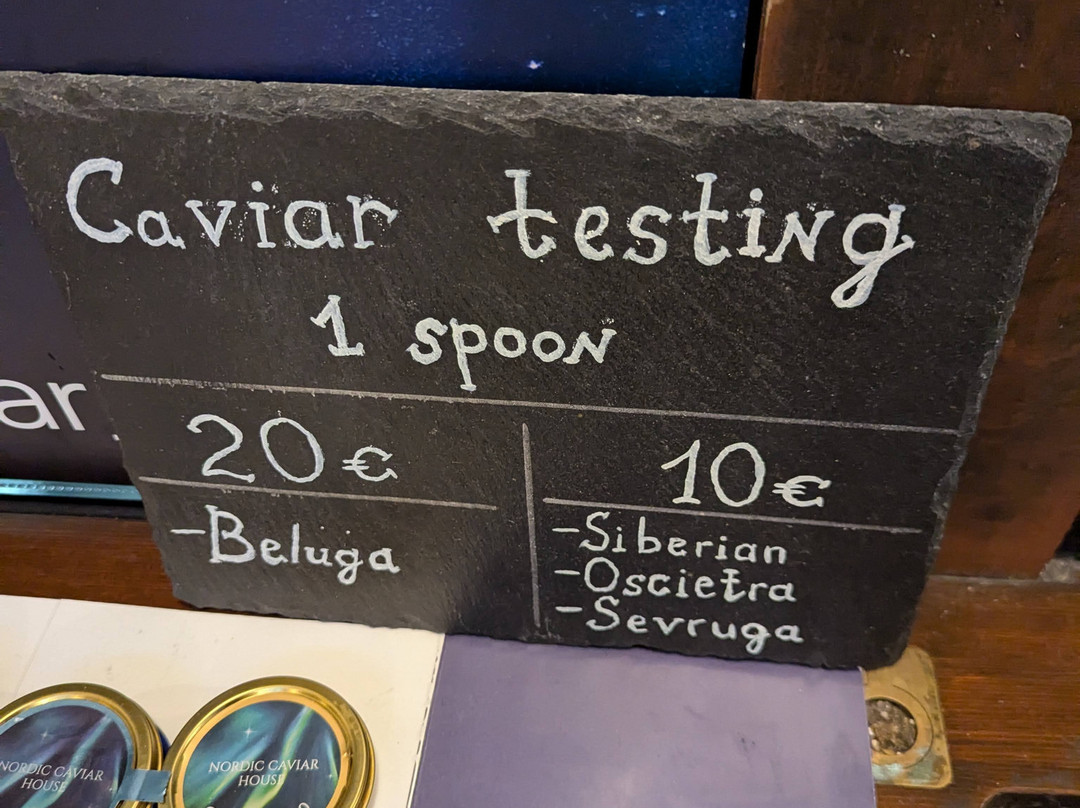 Caviar testing
1 spoon
20€
-Beluga
10€
-Siberian
-Oscietra
-Sevruga
ar
NORDIC CAVIAR
HOUSE
NORDIC CAVIAR
HOUSE